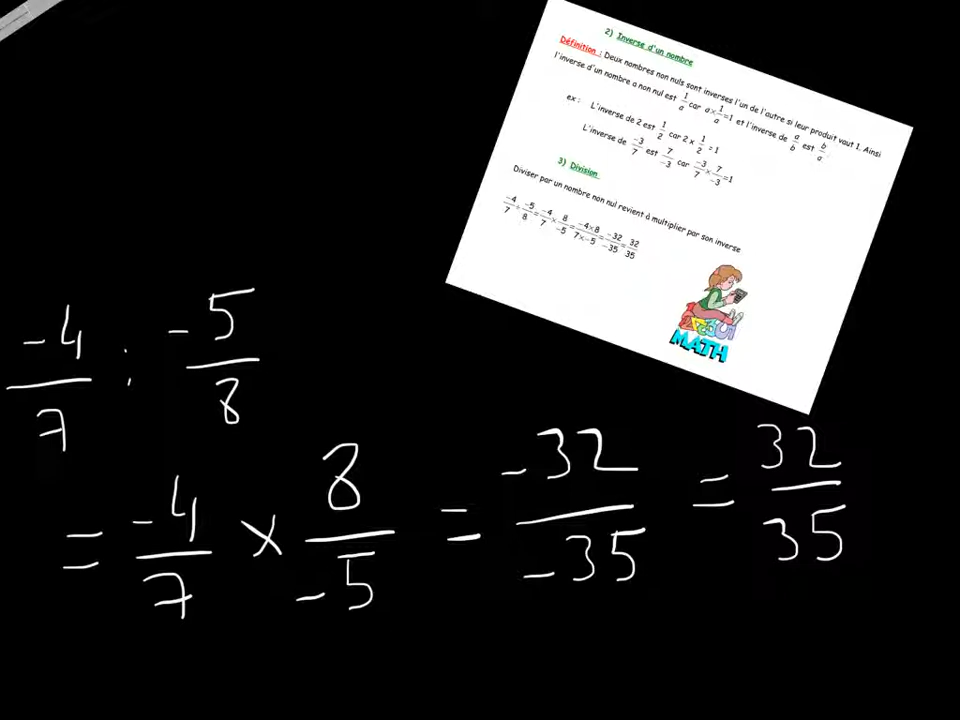 2) Inverse d'un nombre
Définition : Deux nombres non nuls sont inverses l'un de l'autre si leur produit vaut 1. Ainsi
l'inverse d'un nombre a non nul est 1/a car a × 1/a = 1 et l'inverse de a/b est b/a.
ex : L'inverse de 2 est 1/2 car 2 × 1/2 = 1
L'inverse de -3/7 est 7/-3 car -3/7 × 7/-3 = 1
3) Division
Diviser par un nombre non nul revient à multiplier par son inverse
-4/7 ÷ -5/8 = -4/7 × 8/-5 = -4×8/7×-5 = -32/-35 = 32/35
MATH
-4/7 : -5/8
= -4/7 × 8/-5 = -32/-35 = 32/35